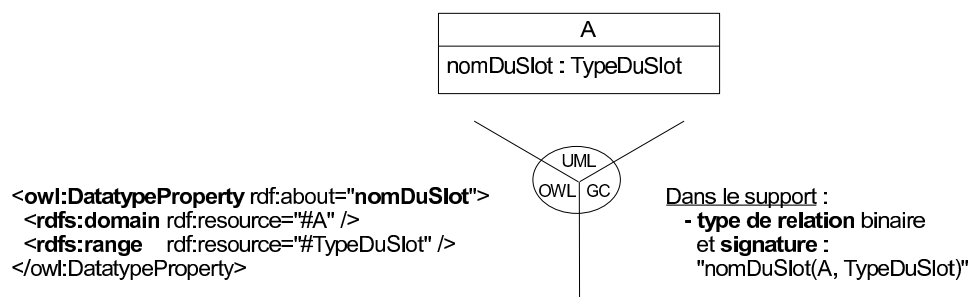 A
nomDuSlot : TypeDuSlot
UML
OWL
GC
<owl:DatatypeProperty rdf:about="nomDuSlot">
<rdfs:domain rdf:resource="#A" />
<rdfs:range rdf:resource="#TypeDuSlot" />
</owl:DatatypeProperty>
Dans le support :
- type de relation binaire
et signature :
"nomDuSlot(A, TypeDuSlot)"